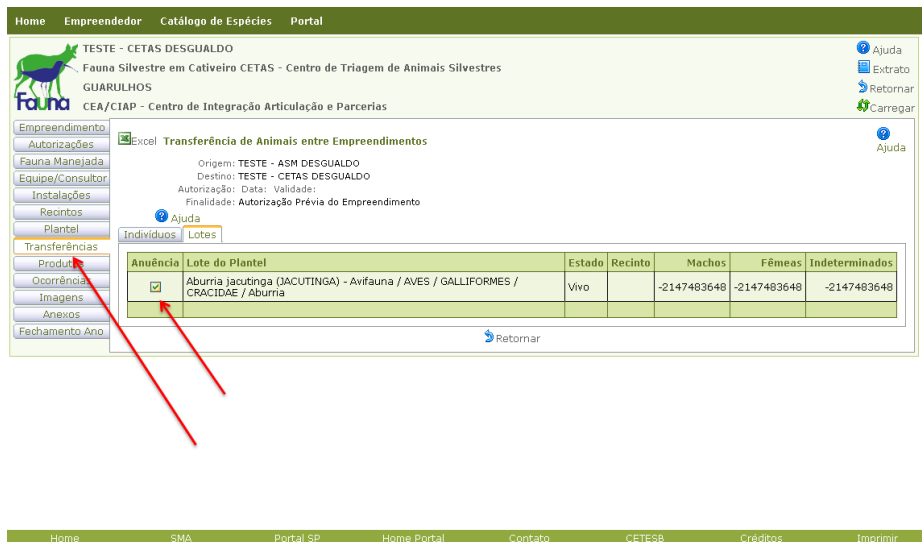 Home Empreendedor Catálogo de Espécies Portal
TESTE - CETAS DESGUALDO
Fauna Silvestre em Cativeiro CETAS - Centro de Triagem de Animais Silvestres
GUARULHOS
CEA/CIAP - Centro de Integração Articulação e Parcerias
Fauna
Ajuda
Extrato
Retornar
Carregar
Empreendimento
Autorizações
Fauna Manejada
Equipe/Consultor
Instalações
Recintos
Plantel
Transferências
Produtos
Ocorrências
Imagens
Anexos
Fechamento Ano
Excel Transferência de Animais entre Empreendimentos
Ajuda
Origem: TESTE - ASM DESGUALDO
Destino: TESTE - CETAS DESGUALDO
Autorização: Data: Validade:
Finalidade: Autorização Prévia do Empreendimento
Ajuda
Indivíduos Lotes
Anuência Lote do Plantel Estado Recinto Machos Fêmeas Indeterminados
Aburria jacutinga (JACUTINGA) - Avifauna / AVES / GALLIFORMES /
CRACIDAE / Aburria
Vivo -2147483648 -2147483648 -2147483648
Retornar
Home SMA Portal SP Home Portal Contato CETESB Créditos Imprimir